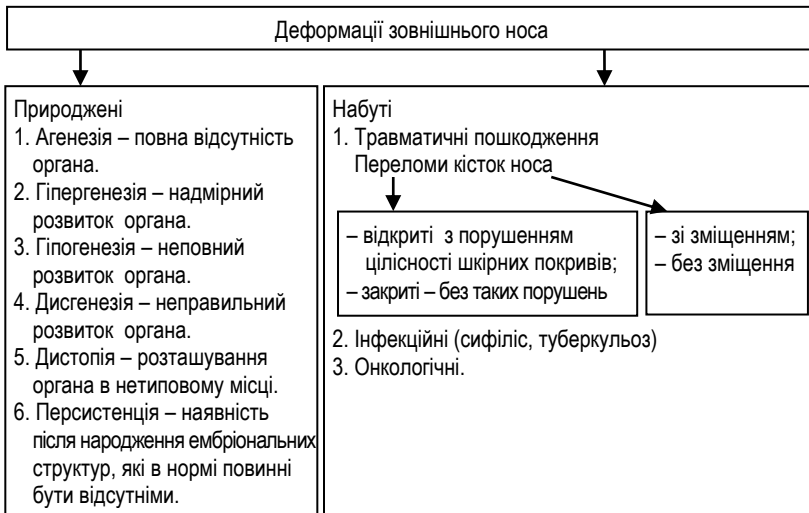 Деформації зовнішнього носа
Природжені
1. Агенезія – повна відсутність
органа.
2. Гіпергенезія – надмірний
розвиток органа.
3. Гіпогенезія – неповний
розвиток органа.
4. Дисгенезія – неправильний
розвиток органа.
5. Дистопія – розташування
органа в нетиповому місці.
6. Персистенція – наявність
після народження ембріональних
структур, які в нормі повинні
бути відсутніми.
Набуті
1. Травматичні пошкодження
Переломи кісток носа
– відкриті з порушенням
цілісності шкірних покривів;
– закриті – без таких порушень
– зі зміщенням;
– без зміщення
2. Інфекційні (сифіліс, туберкульоз)
3. Онкологічні.